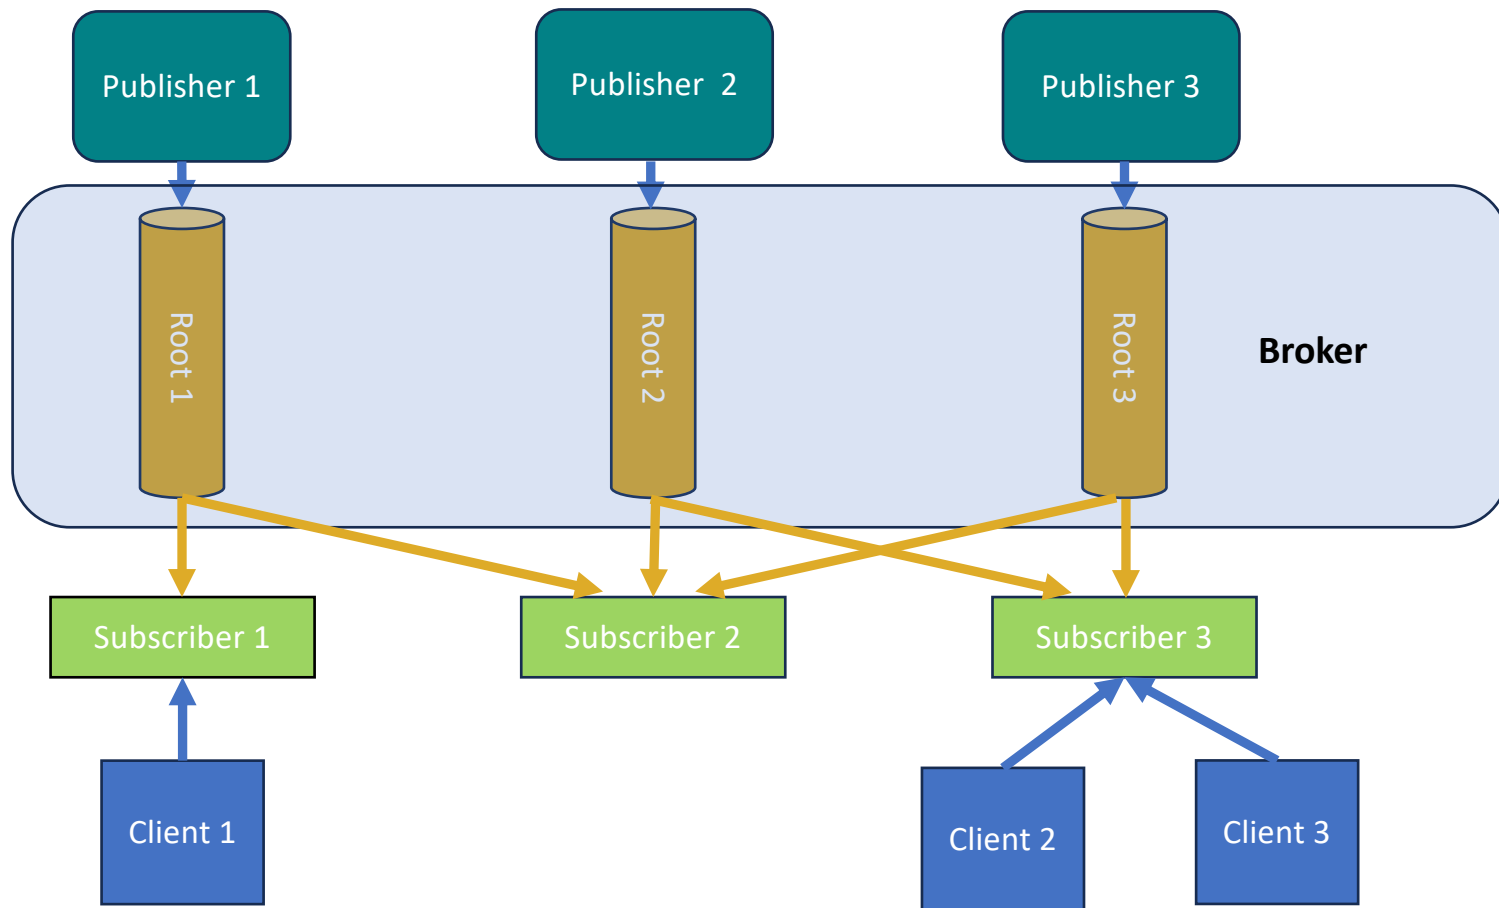 Publisher 1
Publisher 2
Publisher 3
Root 1
Root 2
Root 3
Broker
Subscriber 1
Subscriber 2
Subscriber 3
Client 1
Client 2
Client 3